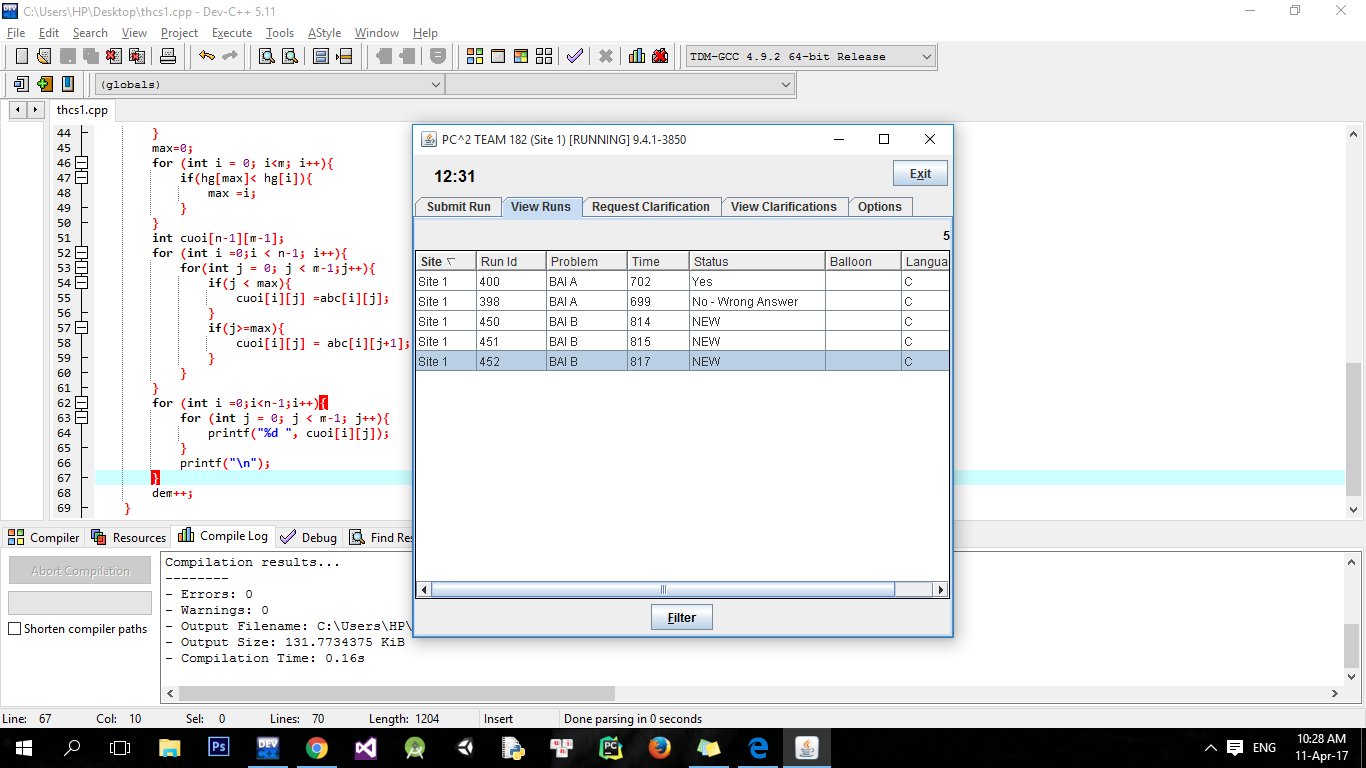 C:\Users\HP\Desktop\thcs1.cpp - Dev-C++ 5.11
File Edit Search View Project Execute Tools AStyle Window Help
TDM-GCC 4.9.2 64-bit Release
(globals)
thcs1.cpp
44 }
45 max=0;
46 for (int i = 0; i<m; i++){
47 if(hg[max]< hg[i]){
48 max =i;
49 }
50 }
51 int cuoi[n-1][m-1];
52 for (int i =0;i < n-1; i++){
53 for(int j = 0; j < m-1;j++){
54 if(j < max){
55 cuoi[i][j] =abc[i][j];
56 }
57 if(j>=max){
58 cuoi[i][j] = abc[i][j+1];
59 }
60 }
61 }
62 for (int i =0;i<n-1;i++){
63 for (int j = 0; j < m-1; j++){
64 printf("%d ", cuoi[i][j]);
65 }
66 printf("\n");
67 }
68 dem++;
69 }
PC^2 TEAM 182 (Site 1) [RUNNING] 9.4.1-3850
12:31
Exit
Submit Run View Runs Request Clarification View Clarifications Options
5
Site Run Id Problem Time Status Balloon Langua
Site 1 400 BAI A 702 Yes C
Site 1 398 BAI A 699 No - Wrong Answer C
Site 1 450 BAI B 814 NEW C
Site 1 451 BAI B 815 NEW C
Site 1 452 BAI B 817 NEW C
Filter
Compiler Resources Compile Log Debug Find Res
Abort Compilation
Shorten compiler paths
Compilation results...
--------
- Errors: 0
- Warnings: 0
- Output Filename: C:\Users\HP\
- Output Size: 131.7734375 KiB
- Compilation Time: 0.16s
Line: 67 Col: 10 Sel: 0 Lines: 70 Length: 1204 Insert Done parsing in 0 seconds
Ps
DEV
PC
ENG
10:28 AM
11-Apr-17